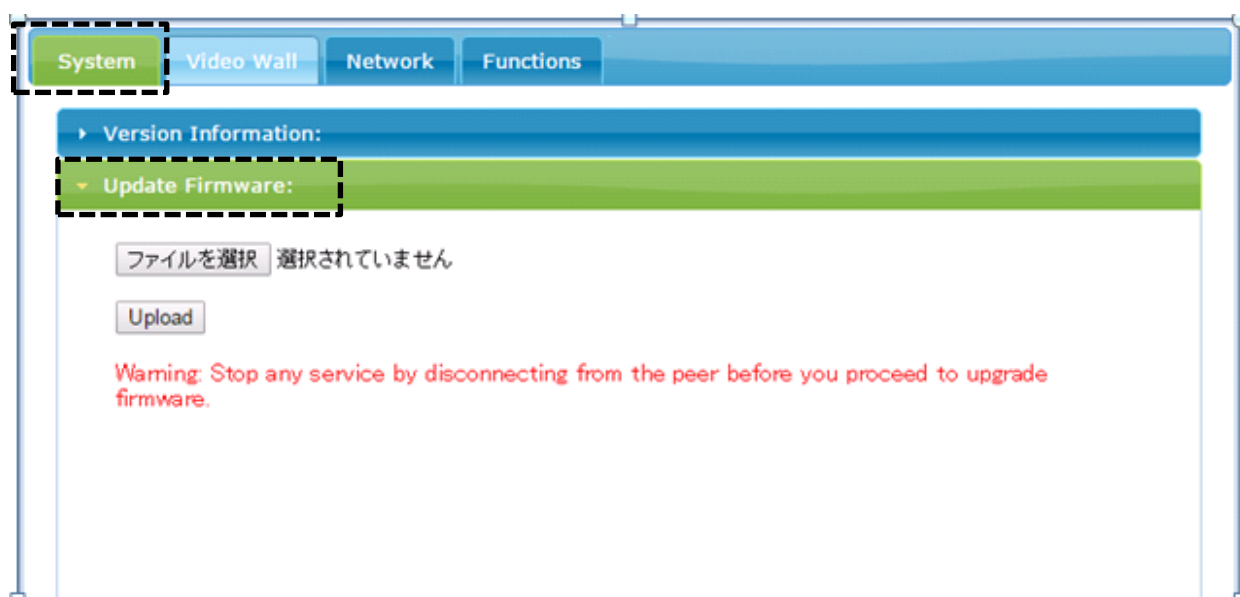 System Video Wall Network Functions
Version Information:
Update Firmware:
ファイルを選択 選択されていません
Upload
Warning: Stop any service by disconnecting from the peer before you proceed to upgrade
firmware.